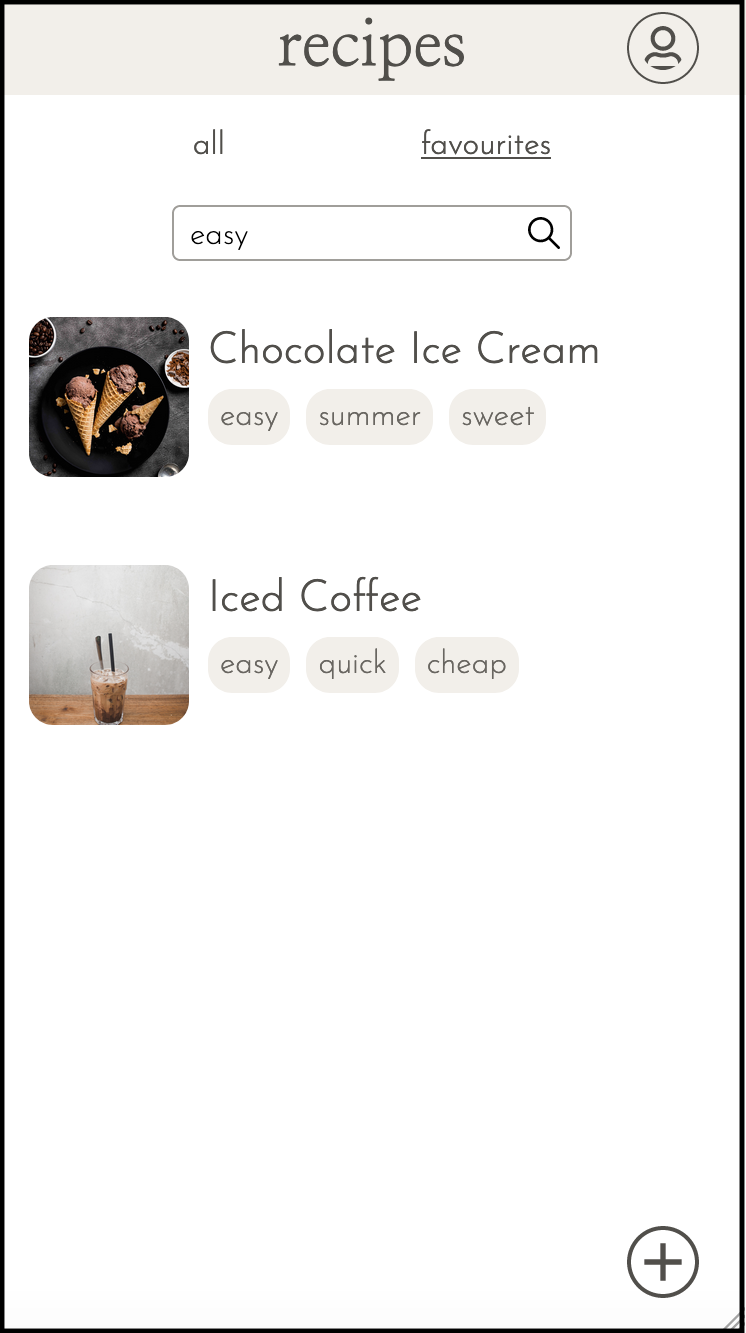 recipes
all favourites
easy
Chocolate Ice Cream
easy summer sweet
Iced Coffee
easy quick cheap